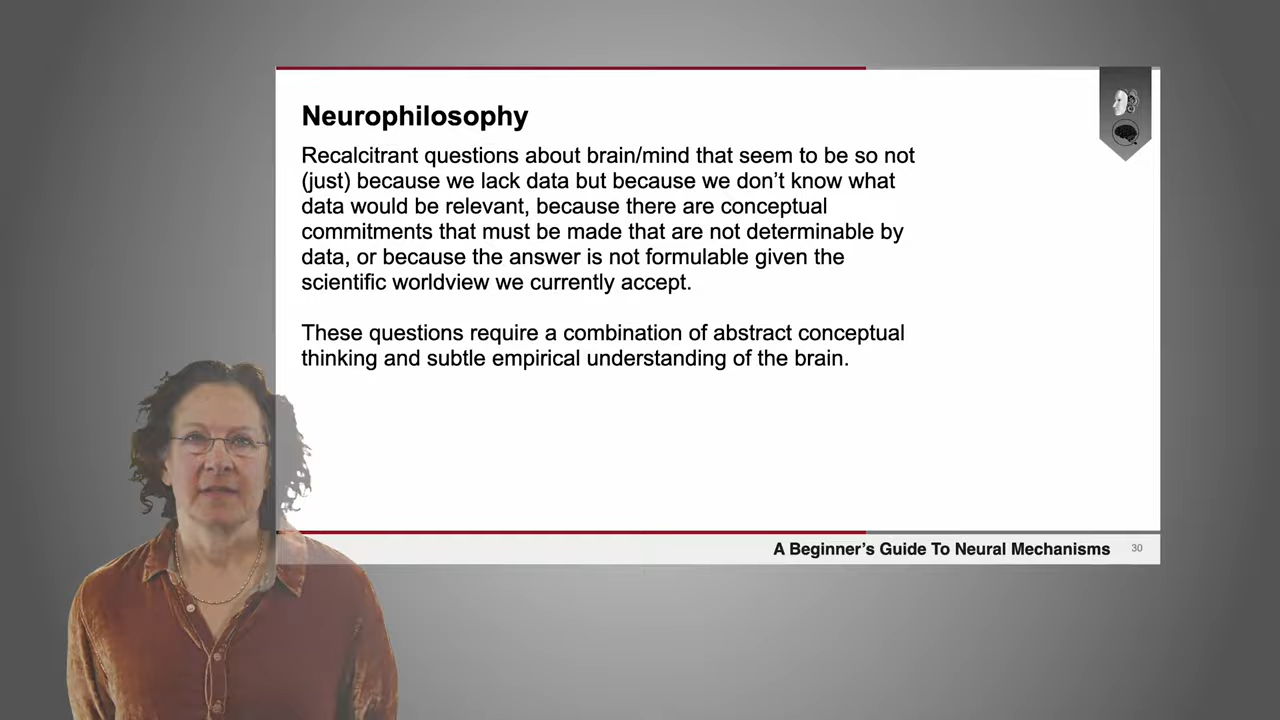 Neurophilosophy
Recalcitrant questions about brain/mind that seem to be so not
(just) because we lack data but because we don’t know what
data would be relevant, because there are conceptual
commitments that must be made that are not determinable by
data, or because the answer is not formulable given the
scientific worldview we currently accept.
These questions require a combination of abstract conceptual
thinking and subtle empirical understanding of the brain.
A Beginner’s Guide To Neural Mechanisms
30